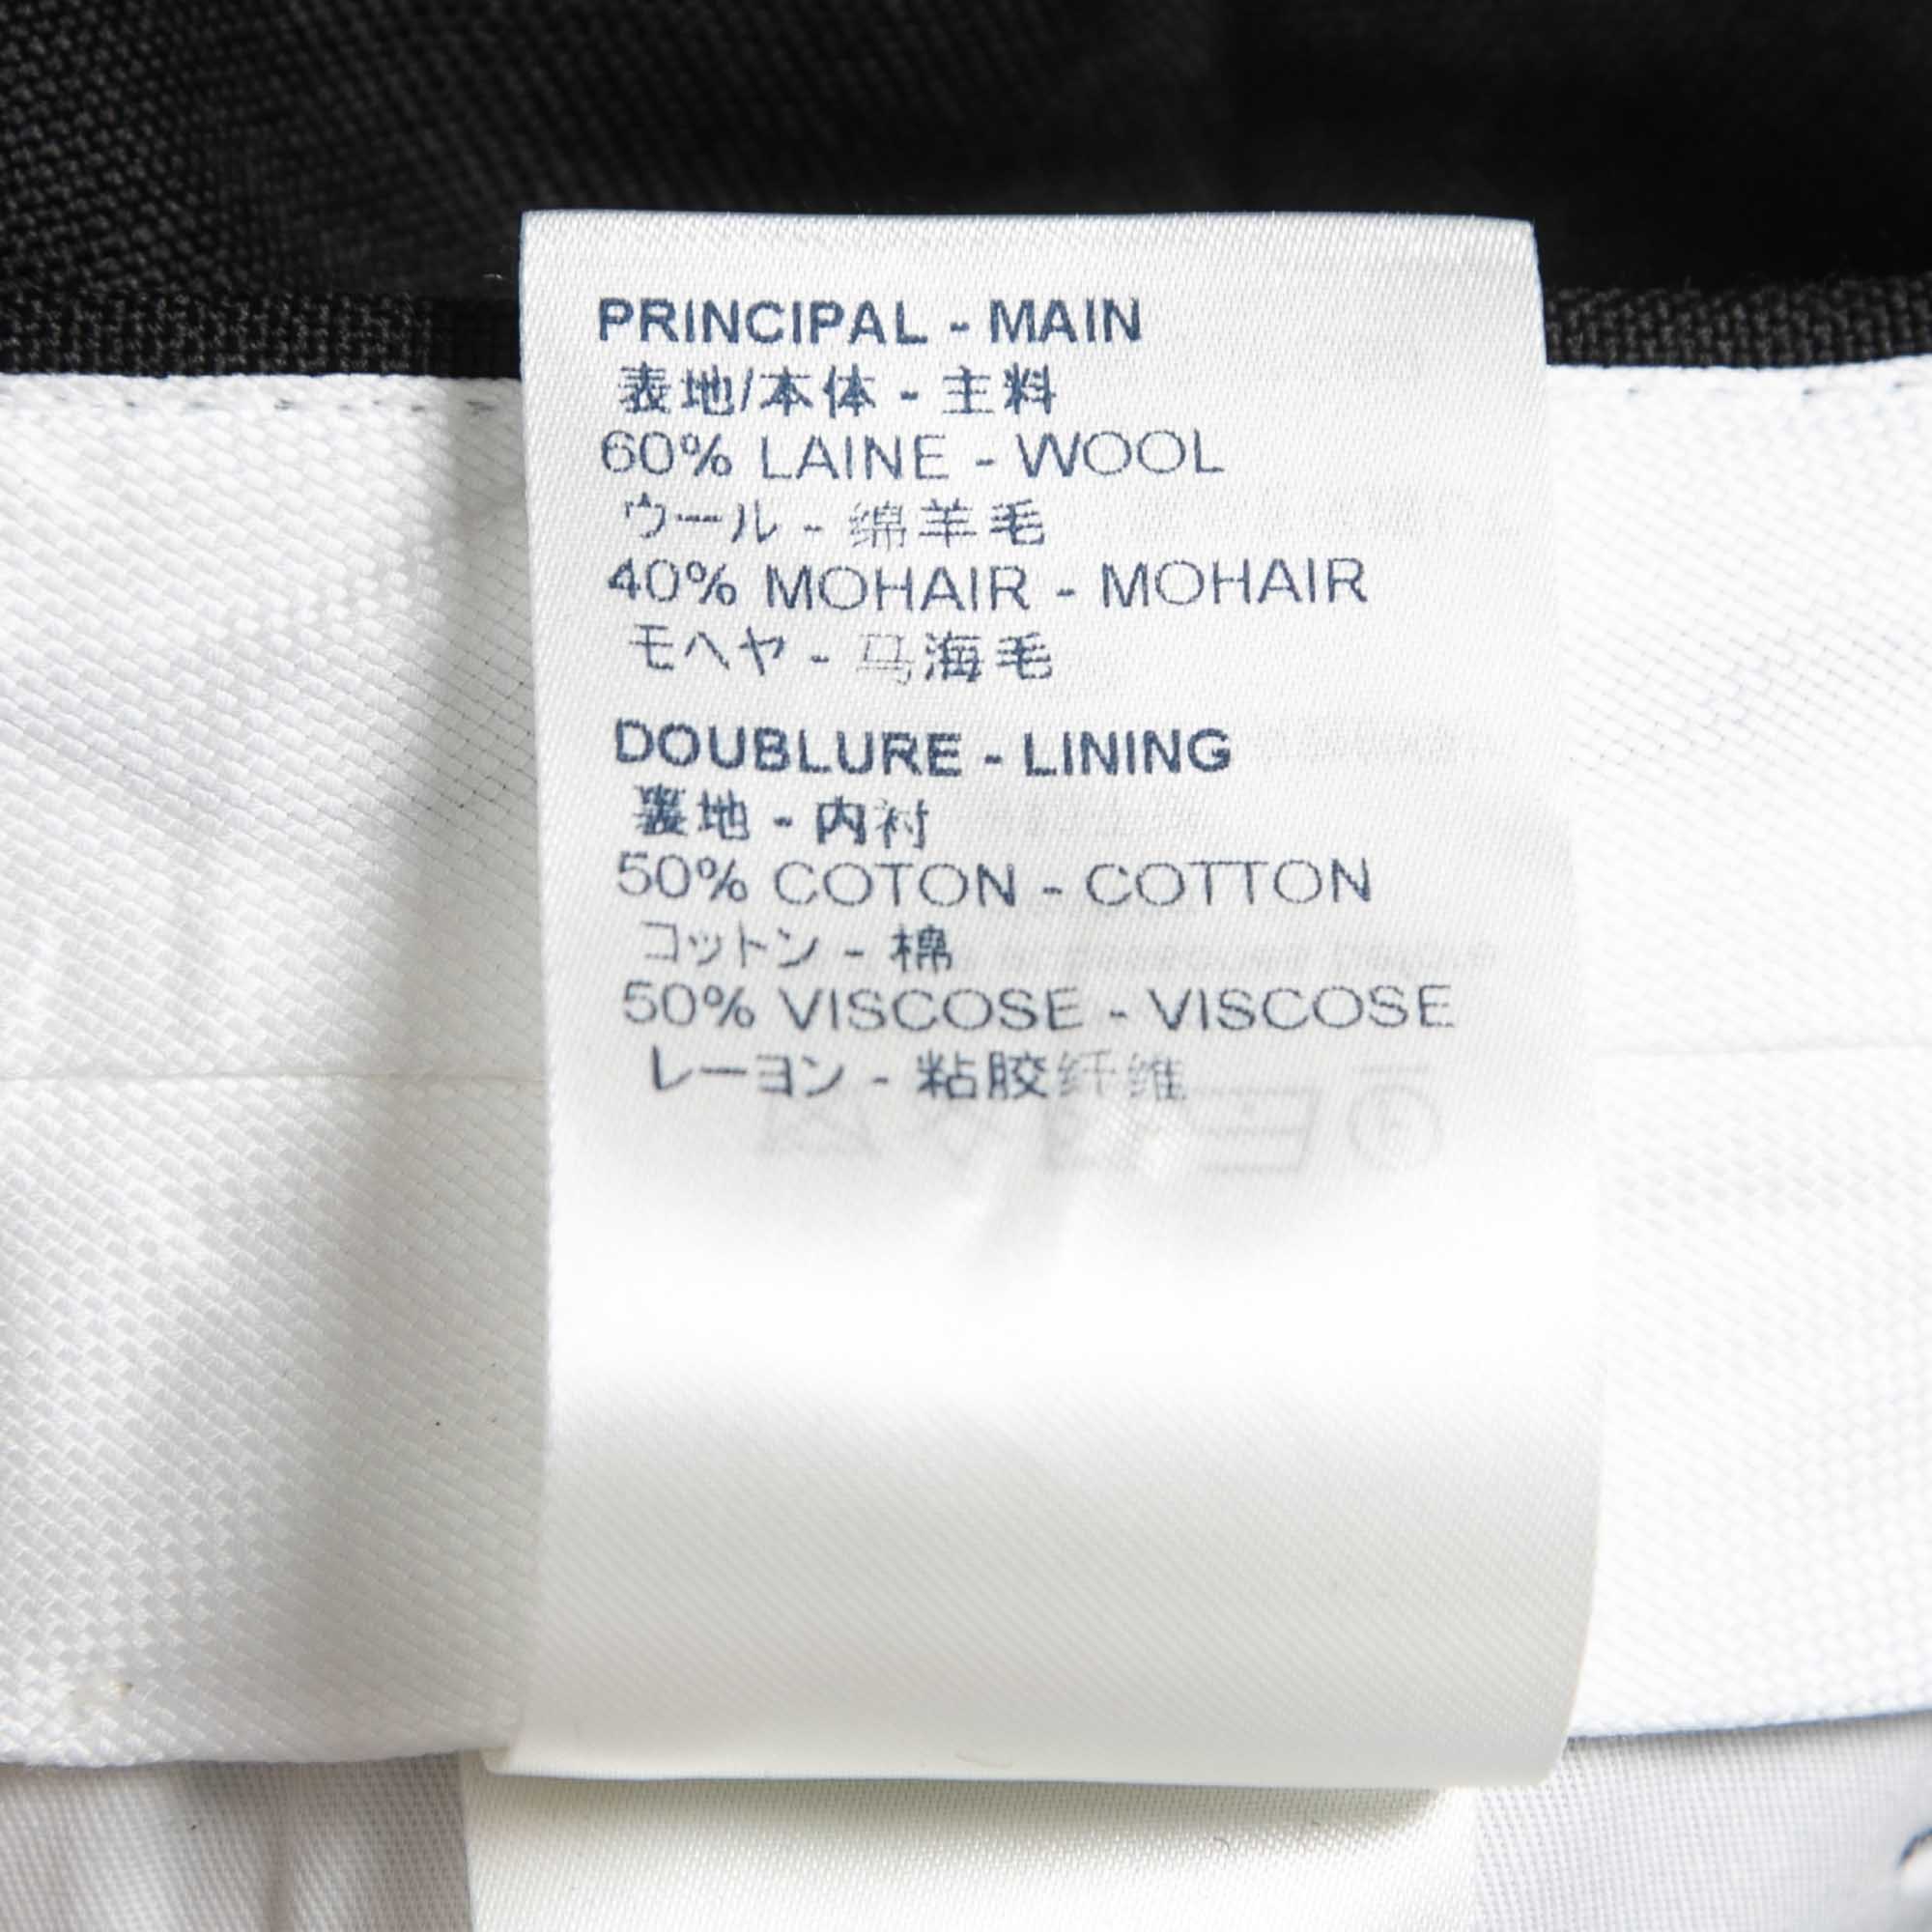 PRINCIPAL - MAIN
表地/本体 - 主料
60% LAINE - WOOL
ウール - 绵羊毛
40% MOHAIR - MOHAIR
モヘヤ - 马海毛
DOUBLURE - LINING
裏地 - 内衬
50% COTON - COTTON
コットン - 棉
50% VISCOSE - VISCOSE
レーヨン - 粘胶纤维